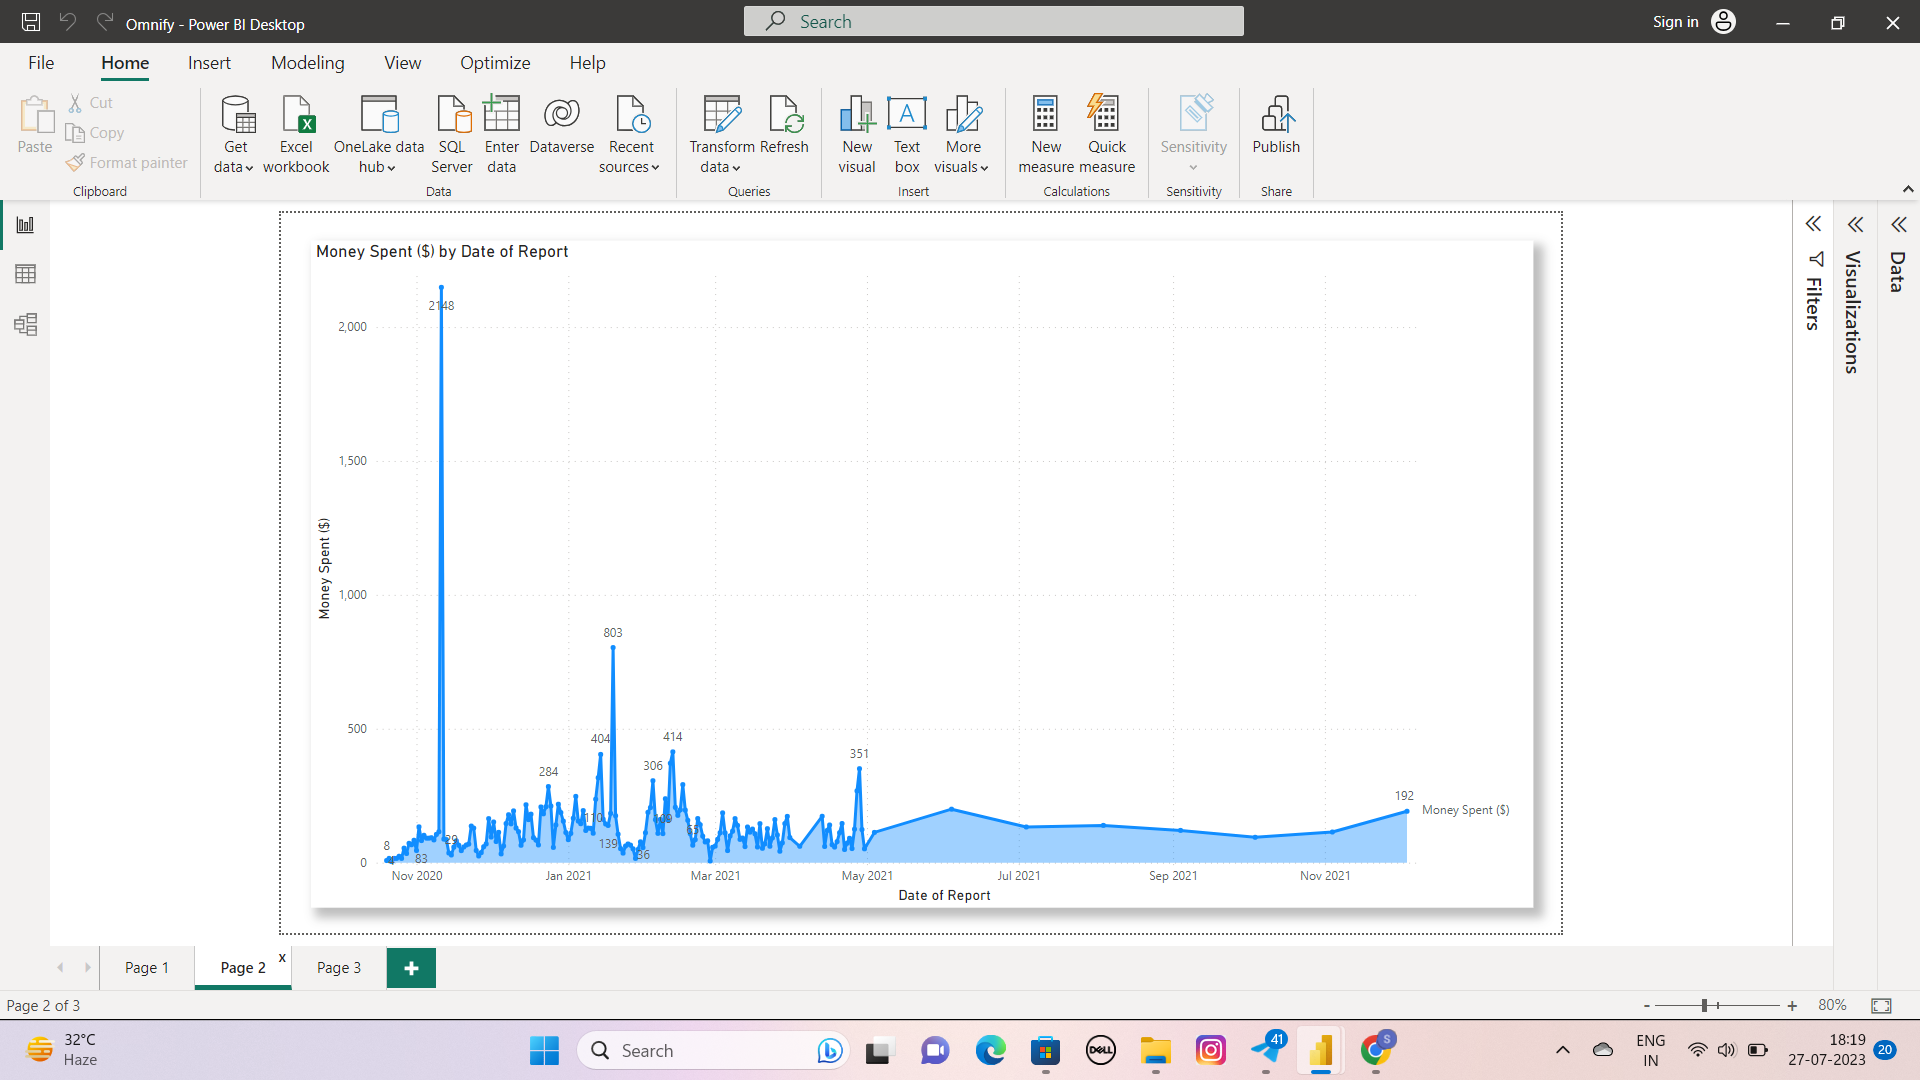 Omnify - Power BI Desktop
Search
Sign in
File Home Insert Modeling View Optimize Help
Paste
Cut
Copy
Format painter
Clipboard
Get data
Excel workbook
OneLake data hub
SQL Server
Enter data
Dataverse
Recent sources
Data
Transform data
Refresh
Queries
New visual
Text box
More visuals
Insert
New measure
Quick measure
Calculations
Sensitivity
Sensitivity
Publish
Share
Money Spent ($) by Date of Report
2148
2,000
1,500
1,000
803
500
404
414
351
306
284
192
Money Spent ($)
110
139
36
65
29
8
83
0
Money Spent ($)
Nov 2020 Jan 2021 Mar 2021 May 2021 Jul 2021 Sep 2021 Nov 2021
Date of Report
Filters
Visualizations
Data
Page 1 Page 2 x Page 3 +
Page 2 of 3
- + 80%
32°C
Haze
Search
DELL
41
S
ENG
IN
18:19
27-07-2023
20